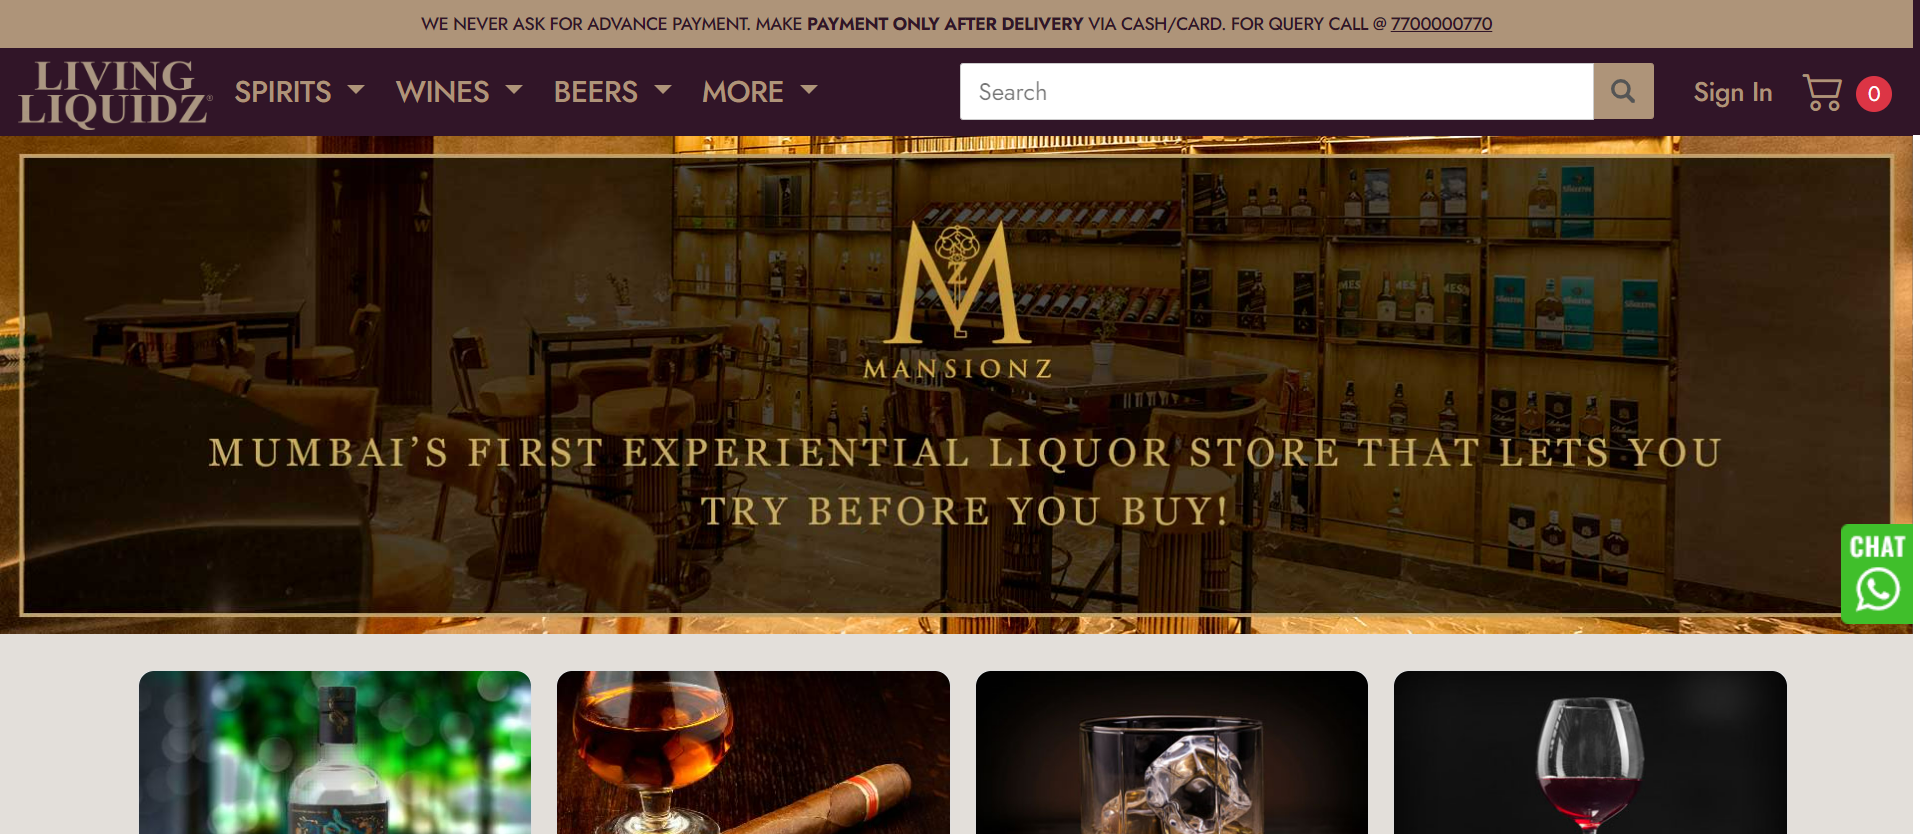 WE NEVER ASK FOR ADVANCE PAYMENT. MAKE PAYMENT ONLY AFTER DELIVERY VIA CASH/CARD. FOR QUERY CALL @ 7700000770
LIVING
LIQUIDZ®
SPIRITS WINES BEERS MORE
Search
Sign In
0
M
Z
MANSIONZ
MUMBAI'S FIRST EXPERIENTIAL LIQUOR STORE THAT LETS YOU
TRY BEFORE YOU BUY!
CHAT